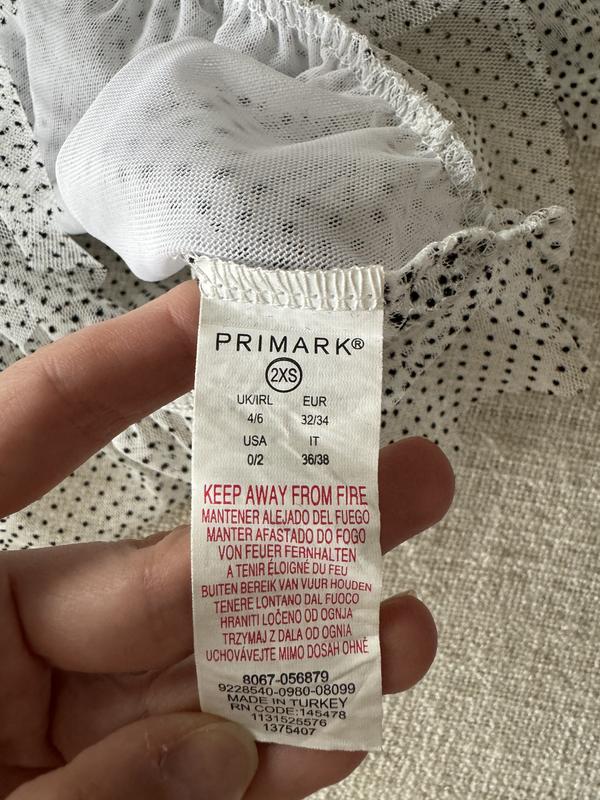 PRIMARK®
2XS
UK/IRL EUR
4/6 32/34
USA IT
0/2 36/38
KEEP AWAY FROM FIRE
MANTENER ALEJADO DEL FUEGO
MANTER AFASTADO DO FOGO
VON FEUER FERNHALTEN
A TENIR ÉLOIGNÉ DU FEU
BUITEN BEREIK VAN VUUR HOUDEN
TENERE LONTANO DAL FUOCO
HRANITI LOČENO OD OGNJA
TRZYMAJ Z DALA OD OGNIA
UCHOVÁVEJTE MIMO DOSAH OHNĚ
8067-056879
9228540-0980-08099
MADE IN TURKEY
RN CODE:145478
1131525576
1375407